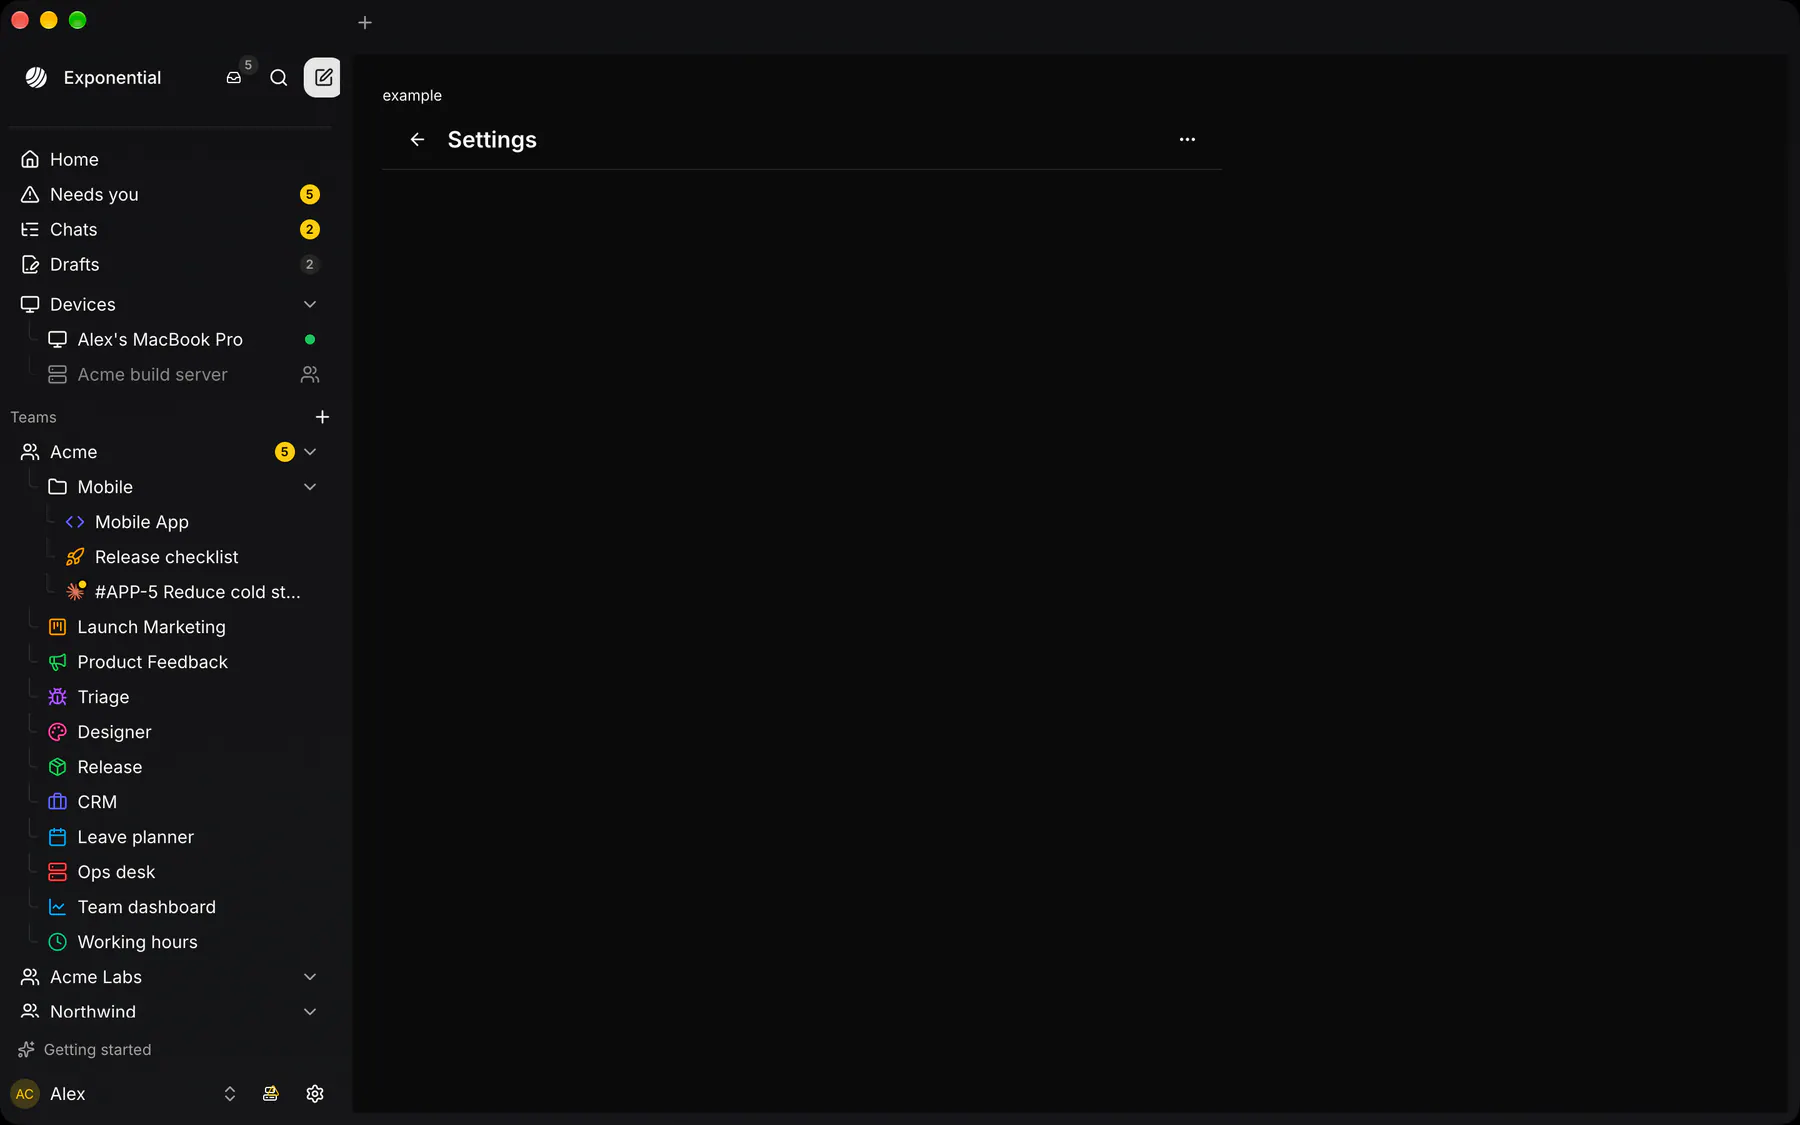 Exponential
5
Home
Needs you 5
Chats 2
Drafts 2
Devices
Alex's MacBook Pro
Acme build server
Teams
Acme 5
Mobile
Mobile App
Release checklist
#APP-5 Reduce cold st...
Launch Marketing
Product Feedback
Triage
Designer
Release
CRM
Leave planner
Ops desk
Team dashboard
Working hours
Acme Labs
Northwind
Getting started
AC Alex
example
Settings